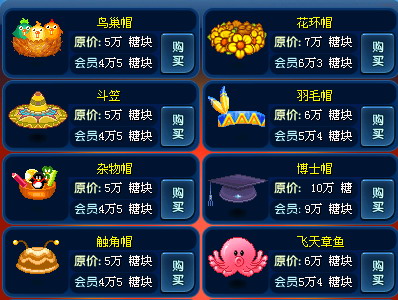 鸟巢帽
原价: 5万 糖块
会员4万5 糖块
购买
花环帽
原价: 7万 糖块
会员6万3 糖块
购买
斗笠
原价: 5万 糖块
会员4万5 糖块
购买
羽毛帽
原价: 6万 糖块
会员5万4 糖块
购买
杂物帽
原价: 5万 糖块
会员4万5 糖块
购买
博士帽
原价: 10万 糖
会员: 9万 糖块
购买
触角帽
原价: 5万 糖块
会员4万5 糖块
购买
飞天章鱼
原价: 6万 糖块
会员5万4 糖块
购买